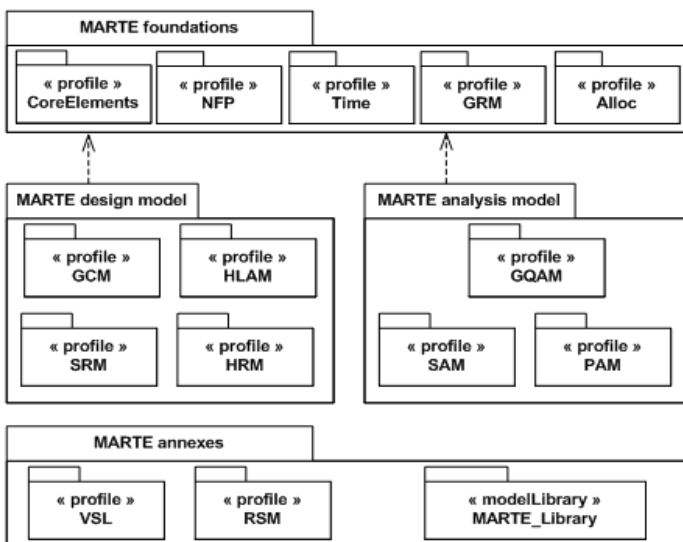 MARTE foundations
« profile »
CoreElements
« profile »
NFP
« profile »
Time
« profile »
GRM
« profile »
Alloc
MARTE design model
« profile »
GCM
« profile »
HLAM
« profile »
SRM
« profile »
HRM
MARTE analysis model
« profile »
GQAM
« profile »
SAM
« profile »
PAM
MARTE annexes
« profile »
VSL
« profile »
RSM
« modelLibrary »
MARTE_Library